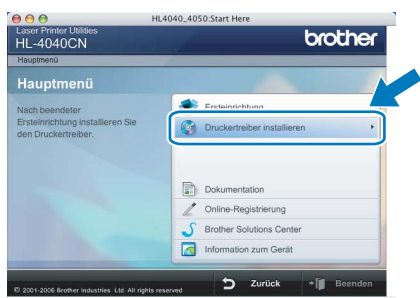 HL4040_4050:Start Here
Laser Printer Utilities
HL-4040CN
brother
Hauptmenü
Hauptmenü
Nach beendeter
Ersteinrichtung installieren Sie
den Druckertreiber.
Ersteinrichtung
Druckertreiber installieren
Dokumentation
Online-Registrierung
Brother Solutions Center
Information zum Gerät
© 2001-2006 Brother Industries Ltd. All rights reserved
Zurück
Beenden